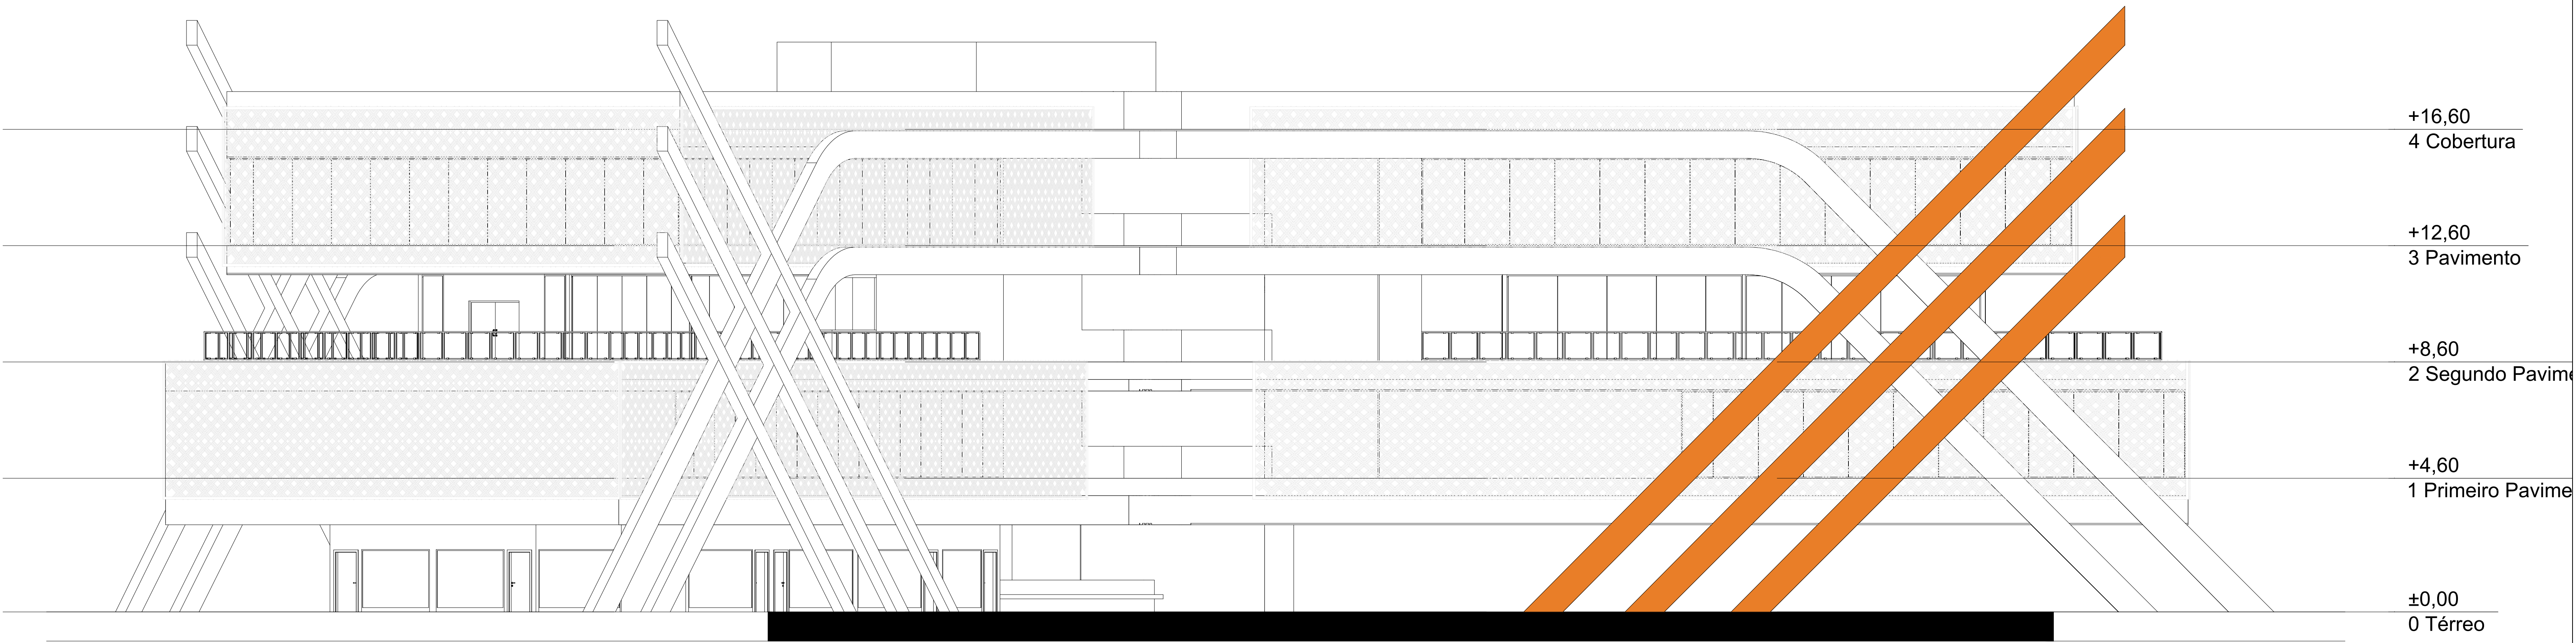 +16,60
4 Cobertura
+12,60
3 Pavimento
+8,60
2 Segundo Pavime
+4,60
1 Primeiro Pavime
±0,00
0 Térreo